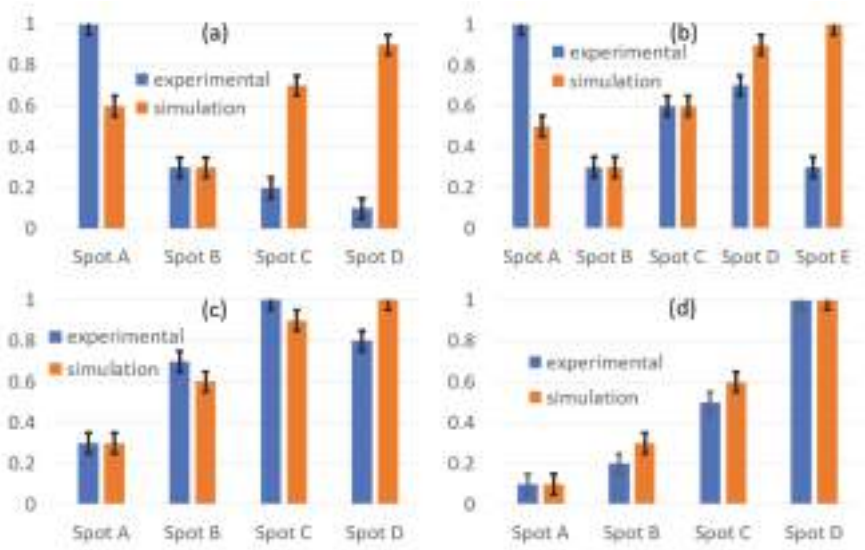 (a)
1
0.8
0.6
0.4
0.2
0
experimental
simulation
Spot A Spot B Spot C Spot D
(b)
1
0.8
0.6
0.4
0.2
0
experimental
simulation
Spot A Spot B Spot C Spot D Spot E
(c)
1
0.8
0.6
0.4
0.2
0
experimental
simulation
Spot A Spot B Spot C Spot D
(d)
1
0.8
0.6
0.4
0.2
0
experimental
simulation
Spot A Spot B Spot C Spot D